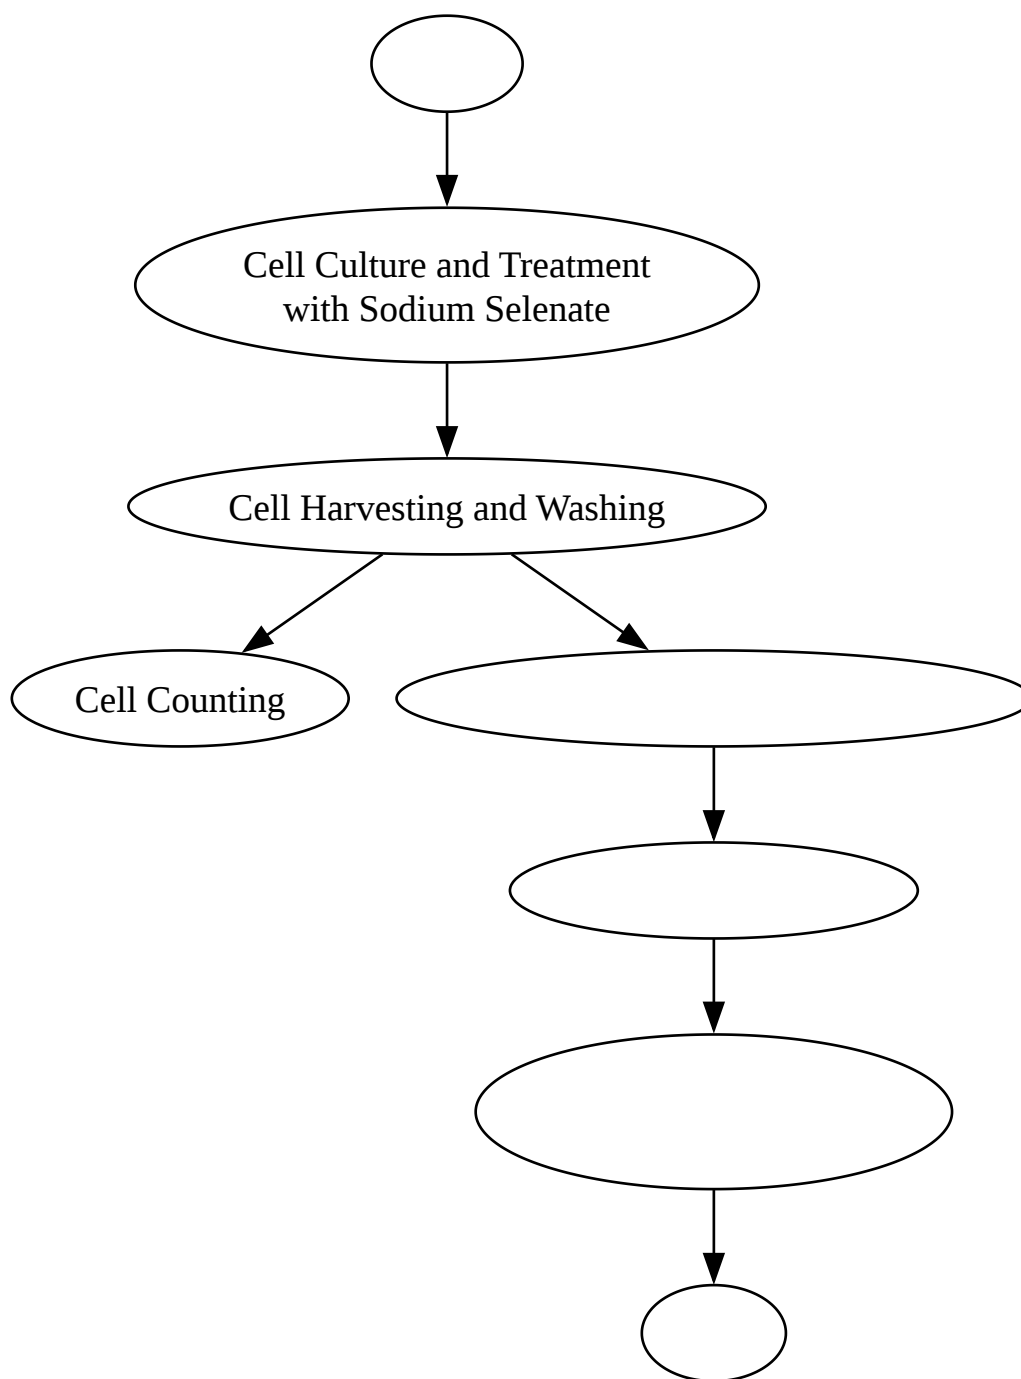 Cell Culture and Treatment
with Sodium Selenate
Cell Harvesting and Washing
Cell Counting